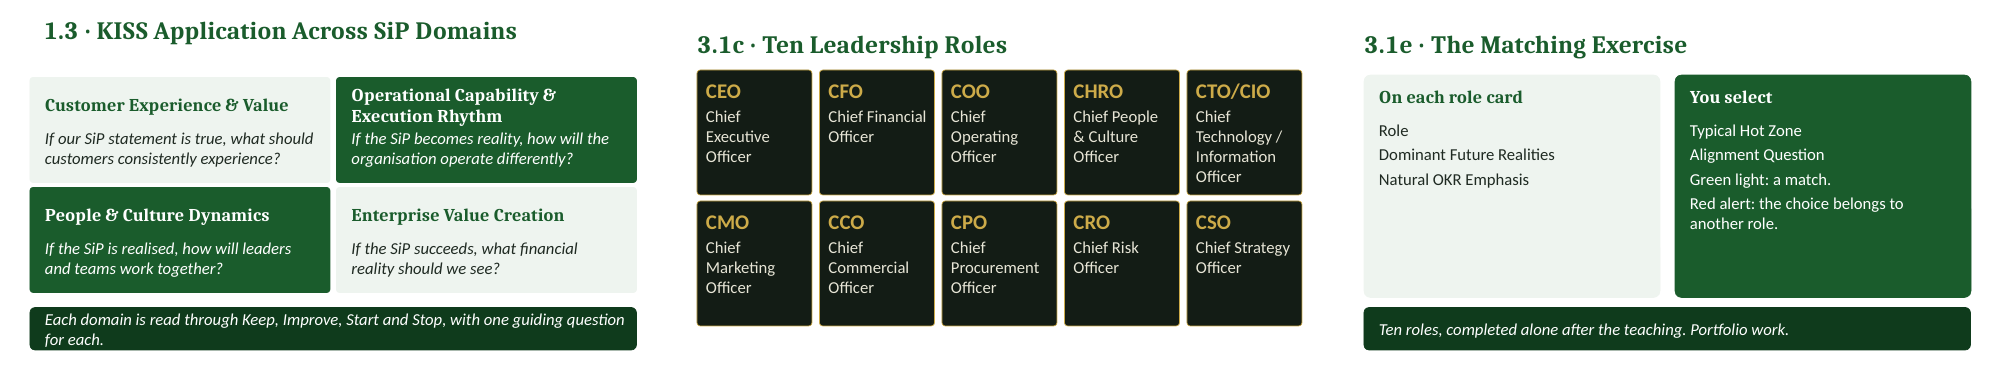 1.3 · KISS Application Across SiP Domains
Customer Experience & Value
If our SiP statement is true, what should
customers consistently experience?
Operational Capability &
Execution Rhythm
If the SiP becomes reality, how will the
organisation operate differently?
People & Culture Dynamics
If the SiP is realised, how will leaders
and teams work together?
Enterprise Value Creation
If the SiP succeeds, what financial
reality should we see?
Each domain is read through Keep, Improve, Start and Stop, with one guiding question
for each.
3.1c · Ten Leadership Roles
CEO
Chief
Executive
Officer
CFO
Chief Financial
Officer
COO
Chief
Operating
Officer
CHRO
Chief People
& Culture
Officer
CTO/CIO
Chief
Technology /
Information
Officer
CMO
Chief
Marketing
Officer
CCO
Chief
Commercial
Officer
CPO
Chief
Procurement
Officer
CRO
Chief Risk
Officer
CSO
Chief Strategy
Officer
3.1e · The Matching Exercise
On each role card
Role
Dominant Future Realities
Natural OKR Emphasis
You select
Typical Hot Zone
Alignment Question
Green light: a match.
Red alert: the choice belongs to
another role.
Ten roles, completed alone after the teaching. Portfolio work.